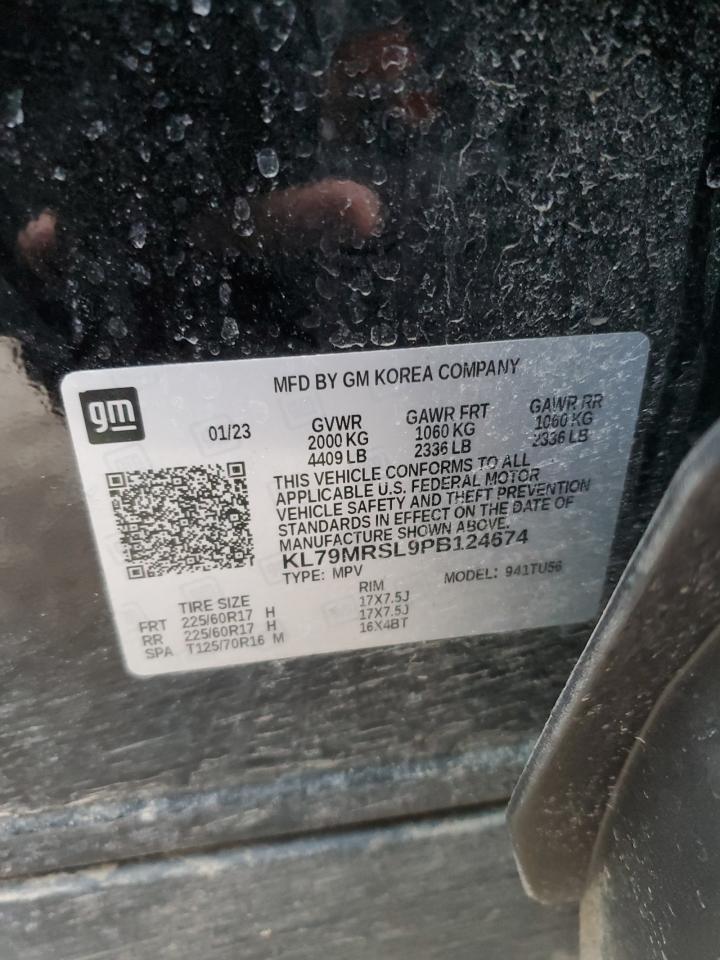 MFD BY GM KOREA COMPANY
gm
01/23
GVWR GAWR FRT GAWR RR
2000 KG 1060 KG 1060 KG
4409 LB 2336 LB 2336 LB
THIS VEHICLE CONFORMS TO ALL
APPLICABLE U.S. FEDERAL MOTOR
VEHICLE SAFETY AND THEFT PREVENTION
STANDARDS IN EFFECT ON THE DATE OF
MANUFACTURE SHOWN ABOVE.
KL79MRSL9PB124674
TYPE: MPV MODEL: 941TU56
TIRE SIZE RIM
FRT 225/60R17 H 17X7.5J
RR 225/60R17 H 17X7.5J
SPA T125/70R16 M 16X4BT